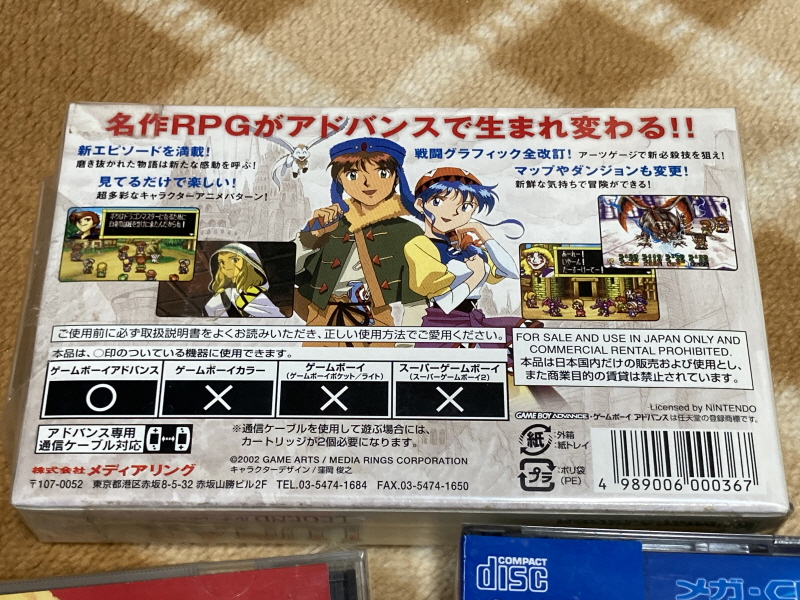 名作RPGがアドバンスで生まれ変わる!!
新エピソードを満載!
磨き抜かれた物語は新たな感動を呼ぶ!
見てるだけで楽しい!
超多彩なキャラクターアニメパターン!
戦闘グラフィック全改訂! アーツゲージで新必殺技を狙え!
マップやダンジョンも変更!
新鮮な気持ちで冒険ができる!
あーれー!
いやーん!
たーすーけーてー!
ご使用前に必ず取扱説明書をよくお読みいただき、正しい使用方法でご愛用ください。
本品は、○印のついている機器に使用できます。
ゲームボーイアドバンス
○
ゲームボーイカラー
×
ゲームボーイ
(ゲームボーイポケット/ライト)
×
スーパーゲームボーイ
(スーパーゲームボーイ2)
×
FOR SALE AND USE IN JAPAN ONLY AND
COMMERCIAL RENTAL PROHIBITED.
本品は日本国内だけの販売および使用とし、
また商業目的の賃貸は禁止されています。
Licensed by NINTENDO
GAME BOY ADVANCE・ゲームボーイ アドバンスは任天堂の登録商標です。
アドバンス専用
通信ケーブル対応
※通信ケーブルを使用して遊ぶ場合には、
カートリッジが2個必要になります。
紙
:外箱
:紙トレイ
プラ
:ポリ袋
(PE)
4 989006 000367
株式会社 メディアリング
©2002 GAME ARTS / MEDIA RINGS CORPORATION
キャラクターデザイン / 窪岡 俊之
〒107-0052 東京都港区赤坂8-5-32 赤坂山勝ビル2F TEL.03-5474-1684 FAX.03-5474-1650
LEGEND
COMPACT
disc
メガ-C